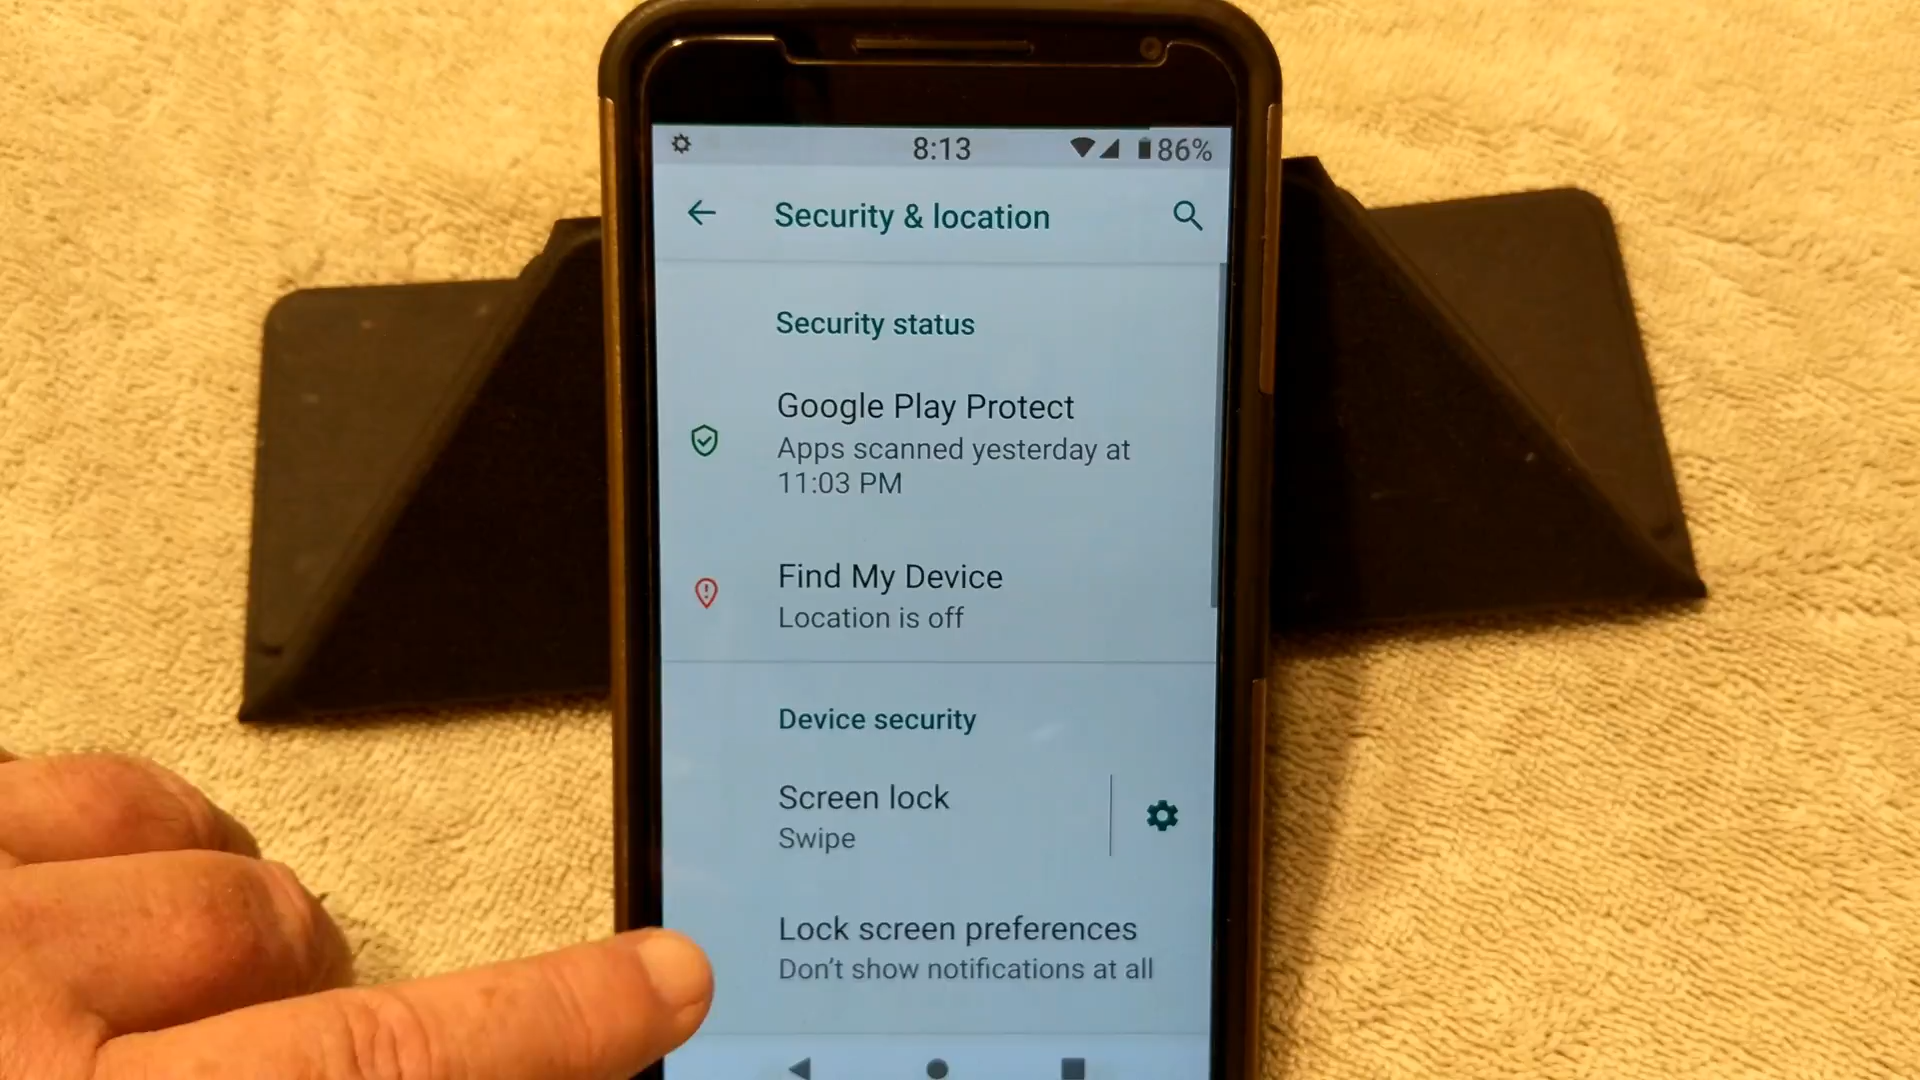 8:13
86%
Security & location
Security status
Google Play Protect
Apps scanned yesterday at
11:03 PM
Find My Device
Location is off
Device security
Screen lock
Swipe
Lock screen preferences
Don't show notifications at all